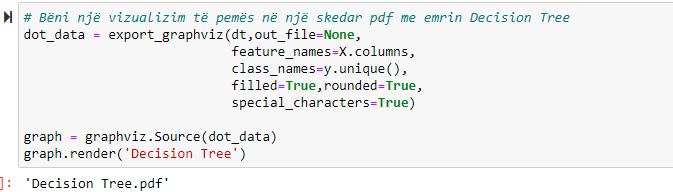 # Bëni një vizualizim të pemës në një skedar pdf me emrin Decision Tree
dot_data = export_graphviz(dt,out_file=None,
feature_names=X.columns,
class_names=y.unique(),
filled=True,rounded=True,
special_characters=True)
graph = graphviz.Source(dot_data)
graph.render('Decision Tree')
]: 'Decision Tree.pdf'